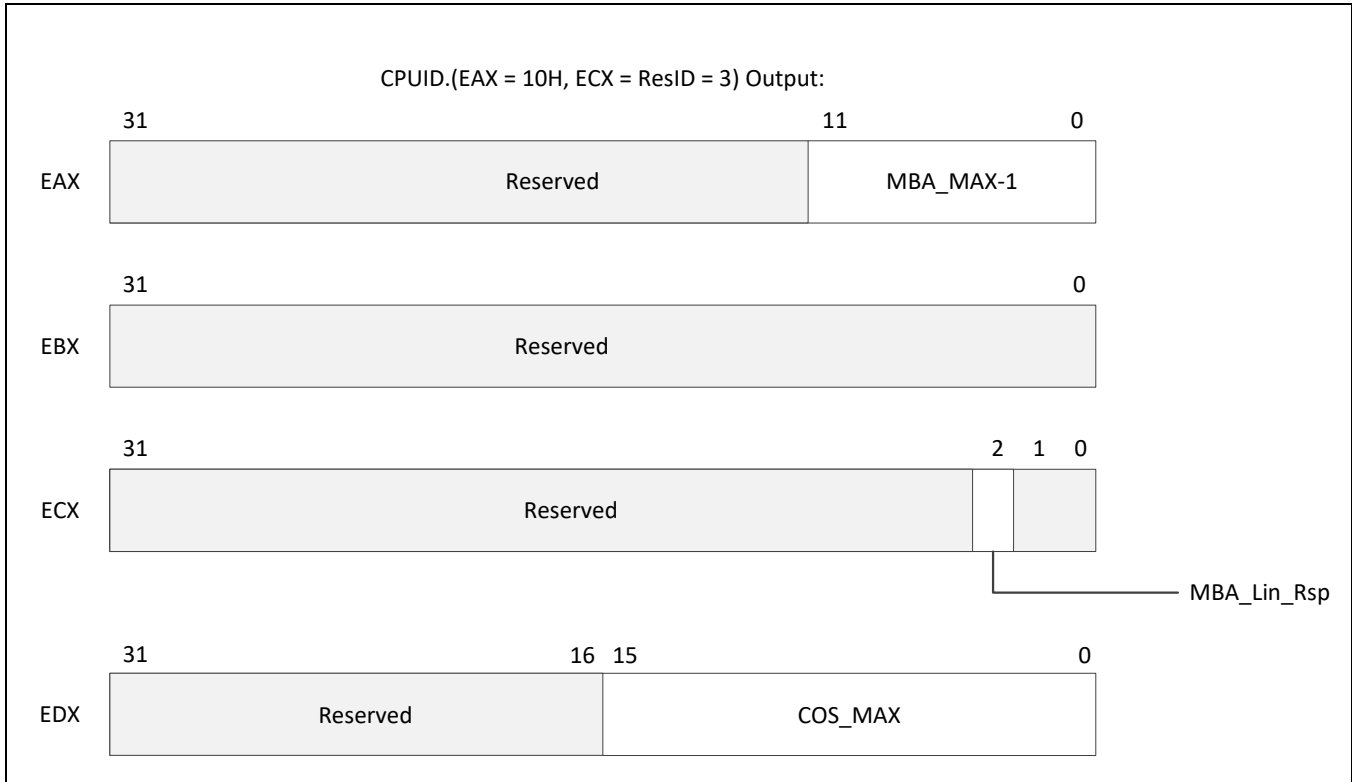 CPUID.(EAX = 10H, ECX = ResID = 3) Output:
31 11 0
EAX Reserved MBA_MAX-1
31 0
EBX Reserved
31 2 1 0
ECX Reserved
MBA_Lin_Rsp
31 16 15 0
EDX Reserved COS_MAX